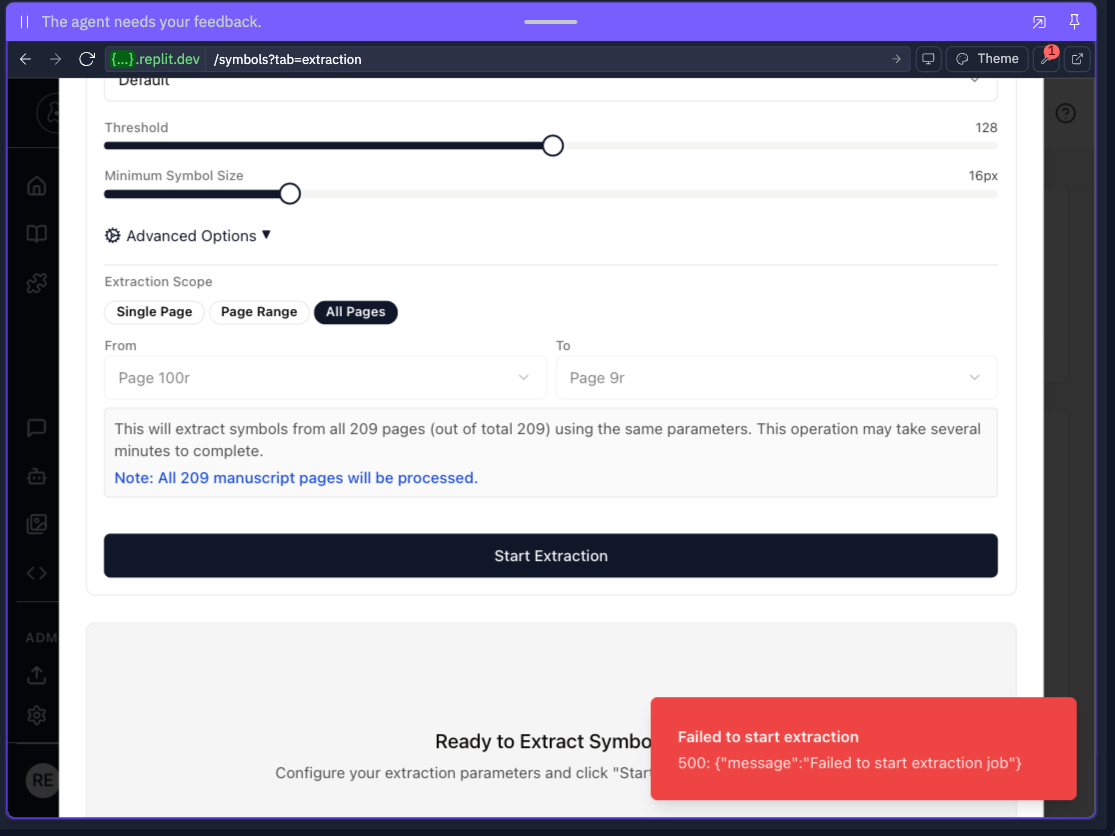 The agent needs your feedback.
{...}.replit.dev /symbols?tab=extraction
Theme
1
Default
Threshold 128
Minimum Symbol Size 16px
Advanced Options ▼
Extraction Scope
Single Page Page Range All Pages
From To
Page 100r Page 9r
This will extract symbols from all 209 pages (out of total 209) using the same parameters. This operation may take several
minutes to complete.
Note: All 209 manuscript pages will be processed.
Start Extraction
ADM
RE
Ready to Extract Symbo
Configure your extraction parameters and click "Star
Failed to start extraction
500: {"message":"Failed to start extraction job"}